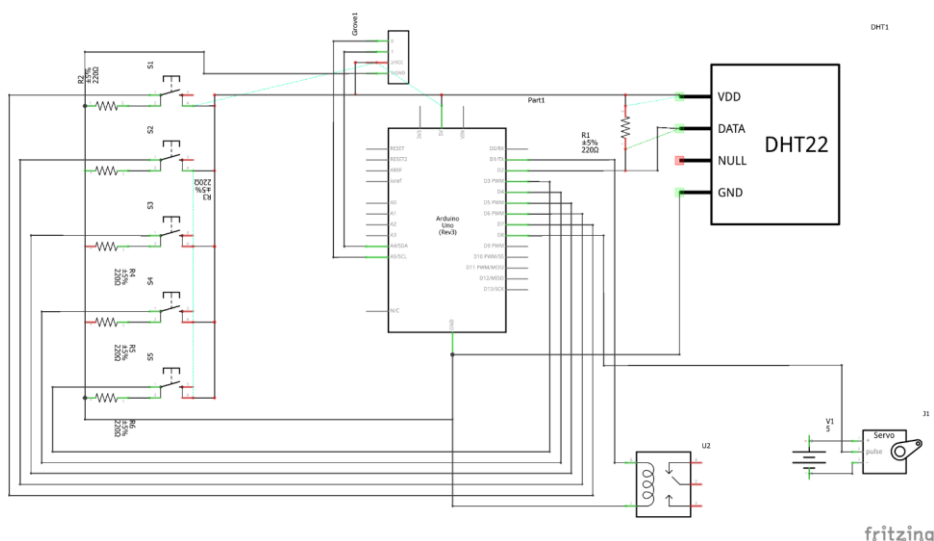 Grove1
DHT1
S1
R2
±5%
220Ω
VCC
GND
Part1
VDD
DATA
NULL
GND
DHT22
R1
±5%
220Ω
S2
R3
±5%
220Ω
RESET
RESET2
AREF
ioref
A0
A1
A2
A3
A4/SDA
A5/SCL
N/C
Arduino
Uno
(Rev3)
D0/RX
D1/TX
D2
D3 PWM
D4
D5 PWM
D6 PWM
D7
D8
D9 PWM
D10 PWM/SS
D11 PWM/MOSI
D12/MISO
D13/SCK
GND
S3
R4
±5%
220Ω
S4
R5
±5%
220Ω
S5
R6
±5%
220Ω
U2
V1
5
J1
Servo
pulse
fritzing